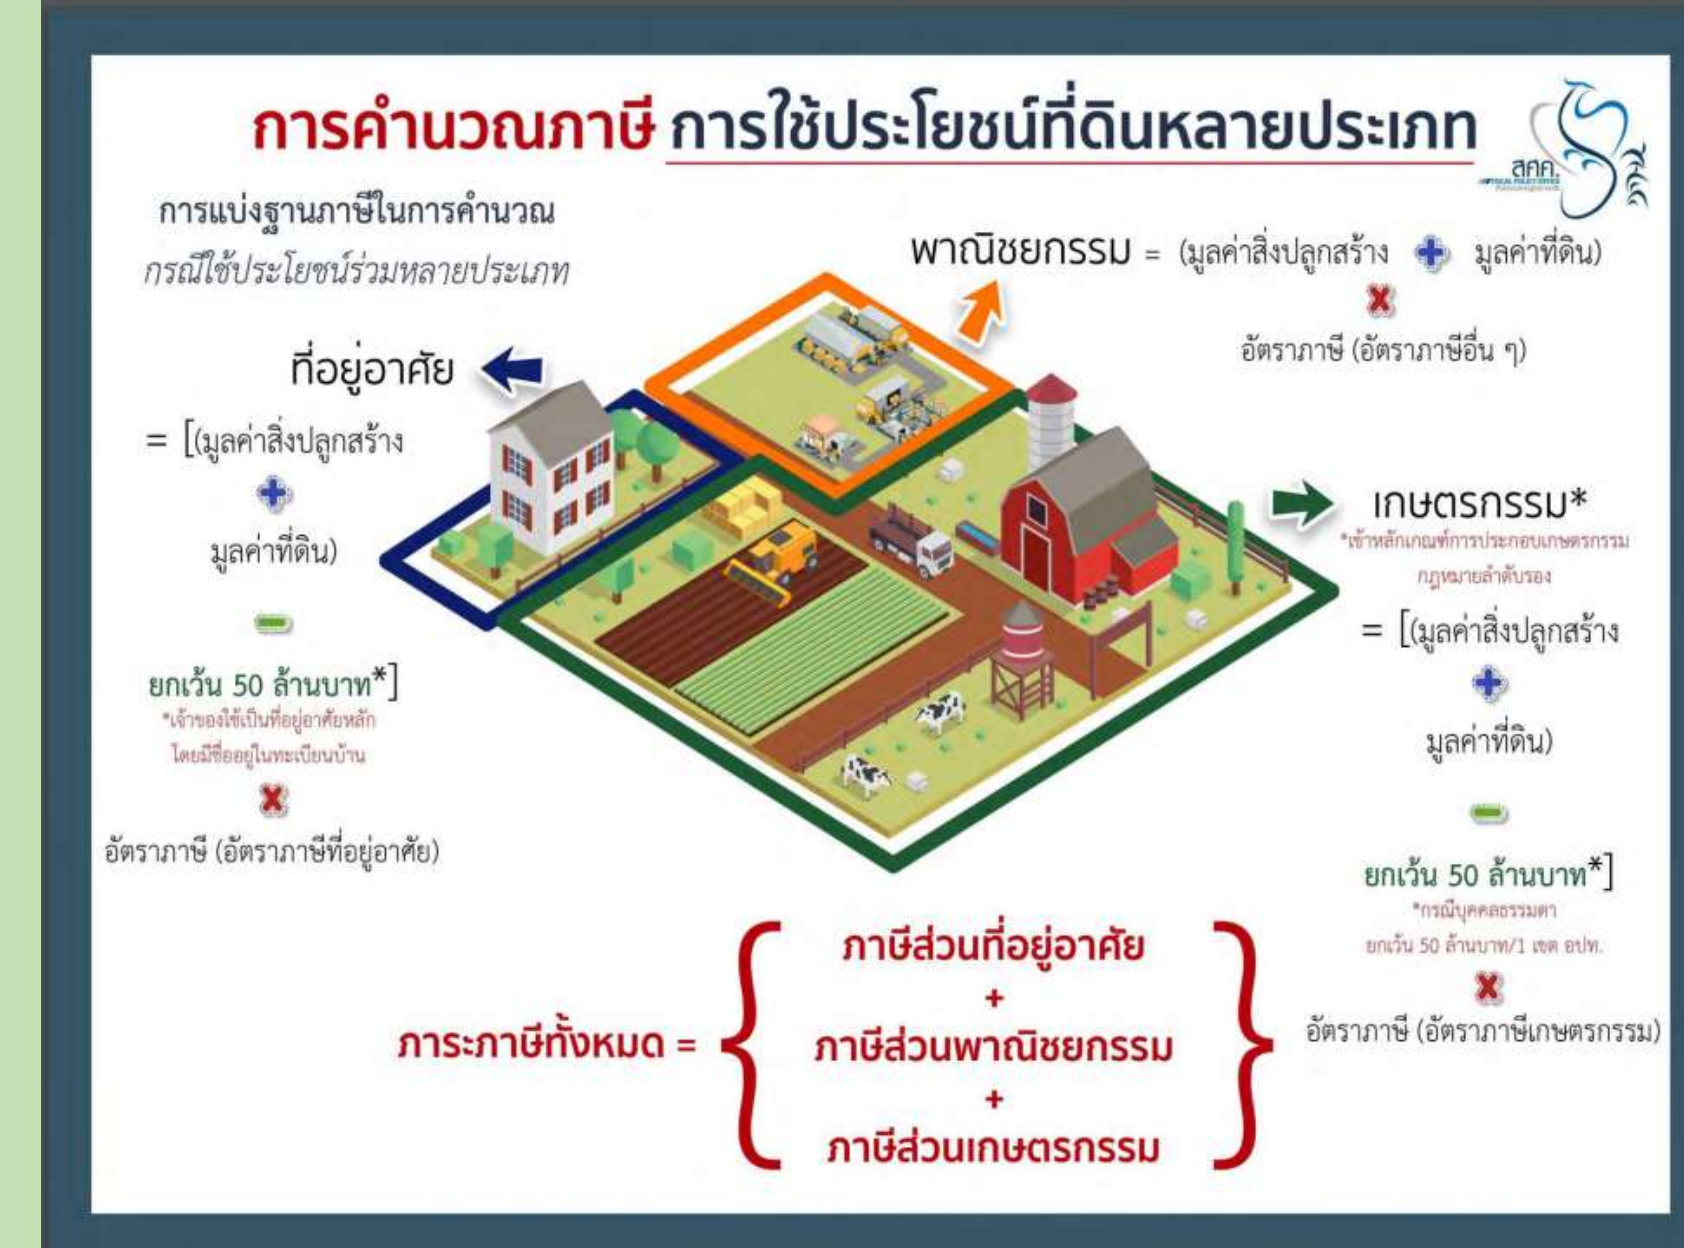 การคำนวณภาษี การใช้ประโยชน์ที่ดินหลายประเภท
สศค.
FISCAL POLICY OFFICE
การแบ่งฐานภาษีในการคำนวณ
กรณีใช้ประโยชน์ร่วมหลายประเภท
พาณิชยกรรม = (มูลค่าสิ่งปลูกสร้าง + มูลค่าที่ดิน)
x
อัตราภาษี (อัตราภาษีอื่น ๆ)
ที่อยู่อาศัย
= [(มูลค่าสิ่งปลูกสร้าง
+
มูลค่าที่ดิน)
-
ยกเว้น 50 ล้านบาท*]
*เจ้าของใช้เป็นที่อยู่อาศัยหลัก
โดยมีชื่ออยู่ในทะเบียนบ้าน
x
อัตราภาษี (อัตราภาษีที่อยู่อาศัย)
เกษตรกรรม*
*เข้าหลักเกณฑ์การประกอบเกษตรกรรม
กฎหมายลำดับรอง
= [(มูลค่าสิ่งปลูกสร้าง
+
มูลค่าที่ดิน)
-
ยกเว้น 50 ล้านบาท*]
*กรณีบุคคลธรรมดา
ยกเว้น 50 ล้านบาท/1 เขต อปท.
x
อัตราภาษี (อัตราภาษีเกษตรกรรม)
ภาษีส่วนที่อยู่อาศัย
+
ภาระภาษีทั้งหมด = { ภาษีส่วนพาณิชยกรรม }
+
ภาษีส่วนเกษตรกรรม